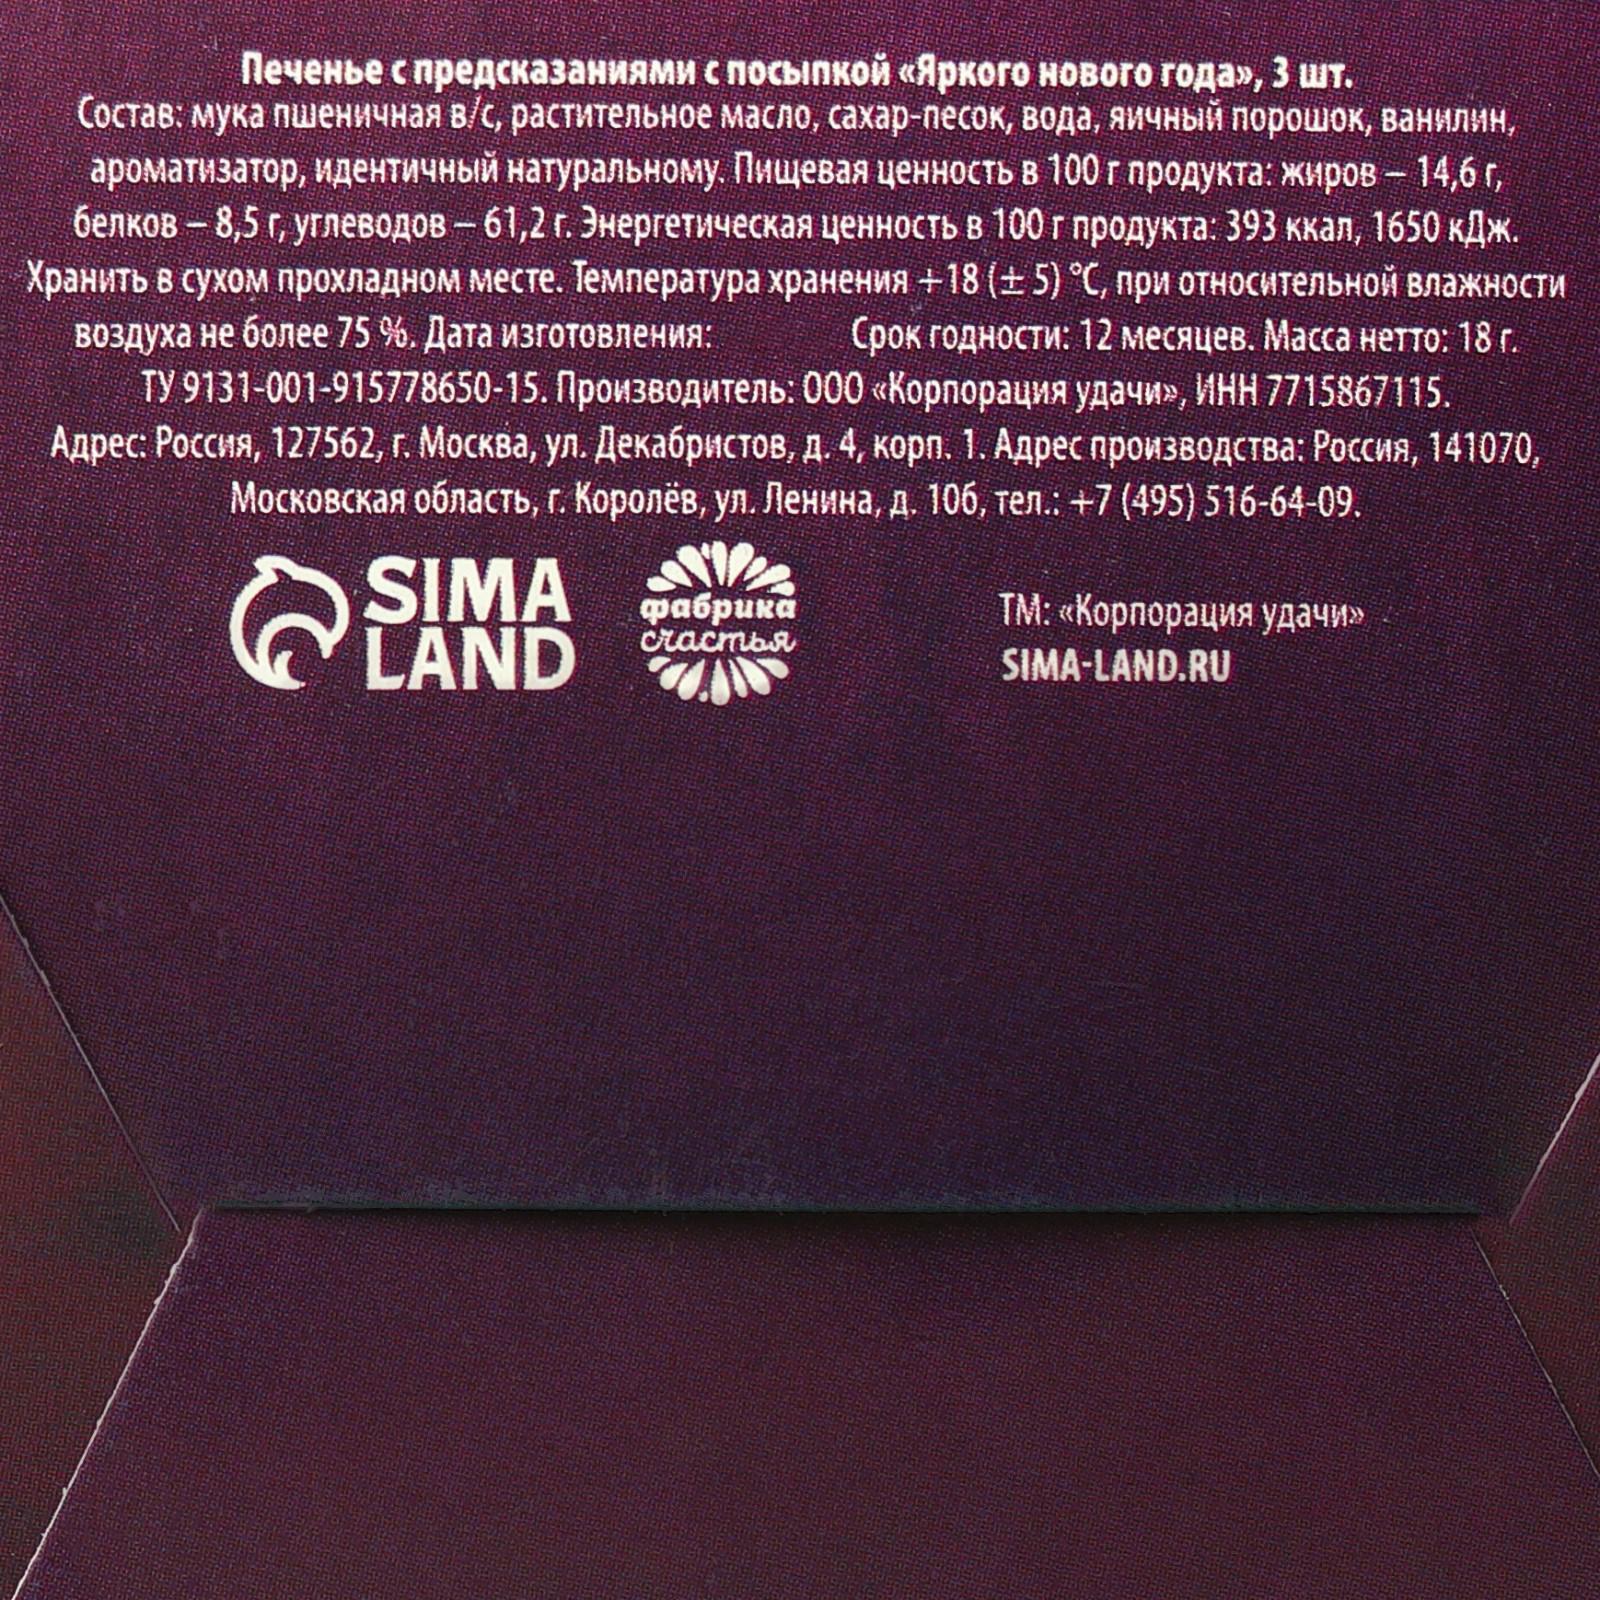 Печенье с предсказаниями с посыпкой «Яркого нового года», 3 шт.
Состав: мука пшеничная в/с, растительное масло, сахар-песок, вода, яичный порошок, ванилин,
ароматизатор, идентичный натуральному. Пищевая ценность в 100 г продукта: жиров – 14,6 г,
белков – 8,5 г, углеводов – 61,2 г. Энергетическая ценность в 100 г продукта: 393 ккал, 1650 кДж.
Хранить в сухом прохладном месте. Температура хранения +18 (± 5) °С, при относительной влажности
воздуха не более 75 %. Дата изготовления: Срок годности: 12 месяцев. Масса нетто: 18 г.
ТУ 9131-001-915778650-15. Производитель: ООО «Корпорация удачи», ИНН 7715867115.
Адрес: Россия, 127562, г. Москва, ул. Декабристов, д. 4, корп. 1. Адрес производства: Россия, 141070,
Московская область, г. Королёв, ул. Ленина, д. 10б, тел.: +7 (495) 516-64-09.
SIMA
LAND
фабрика
счастья
ТМ: «Корпорация удачи»
SIMA-LAND.RU